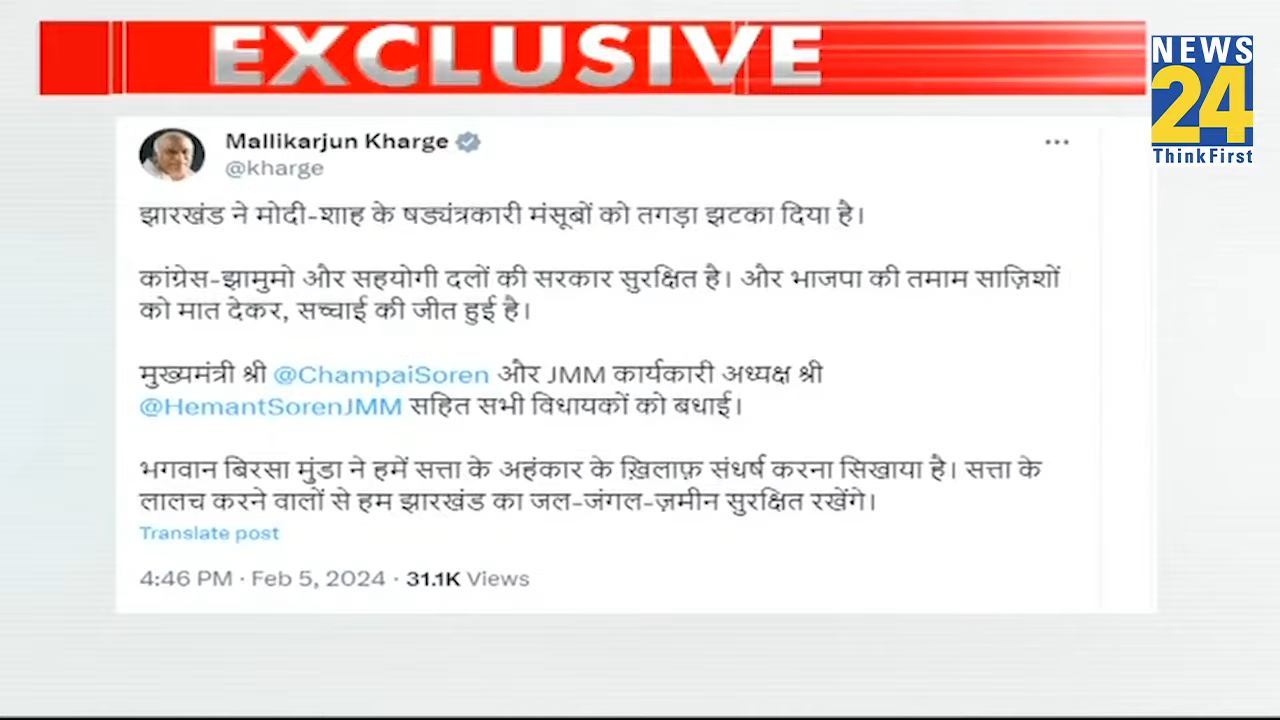 EXCLUSIVE
NEWS
24
ThinkFirst
Mallikarjun Kharge
@kharge
झारखंड ने मोदी-शाह के षड्यंत्रकारी मंसूबों को तगड़ा झटका दिया है।
कांग्रेस-झामुमो और सहयोगी दलों की सरकार सुरक्षित है। और भाजपा की तमाम साज़िशों
को मात देकर, सच्चाई की जीत हुई है।
मुख्यमंत्री श्री @ChampaiSoren और JMM कार्यकारी अध्यक्ष श्री
@HemantSorenJMM सहित सभी विधायकों को बधाई।
भगवान बिरसा मुंडा ने हमें सत्ता के अहंकार के ख़िलाफ़ संघर्ष करना सिखाया है। सत्ता के
लालच करने वालों से हम झारखंड का जल-जंगल-ज़मीन सुरक्षित रखेंगे।
Translate post
4:46 PM · Feb 5, 2024 · 31.1K Views